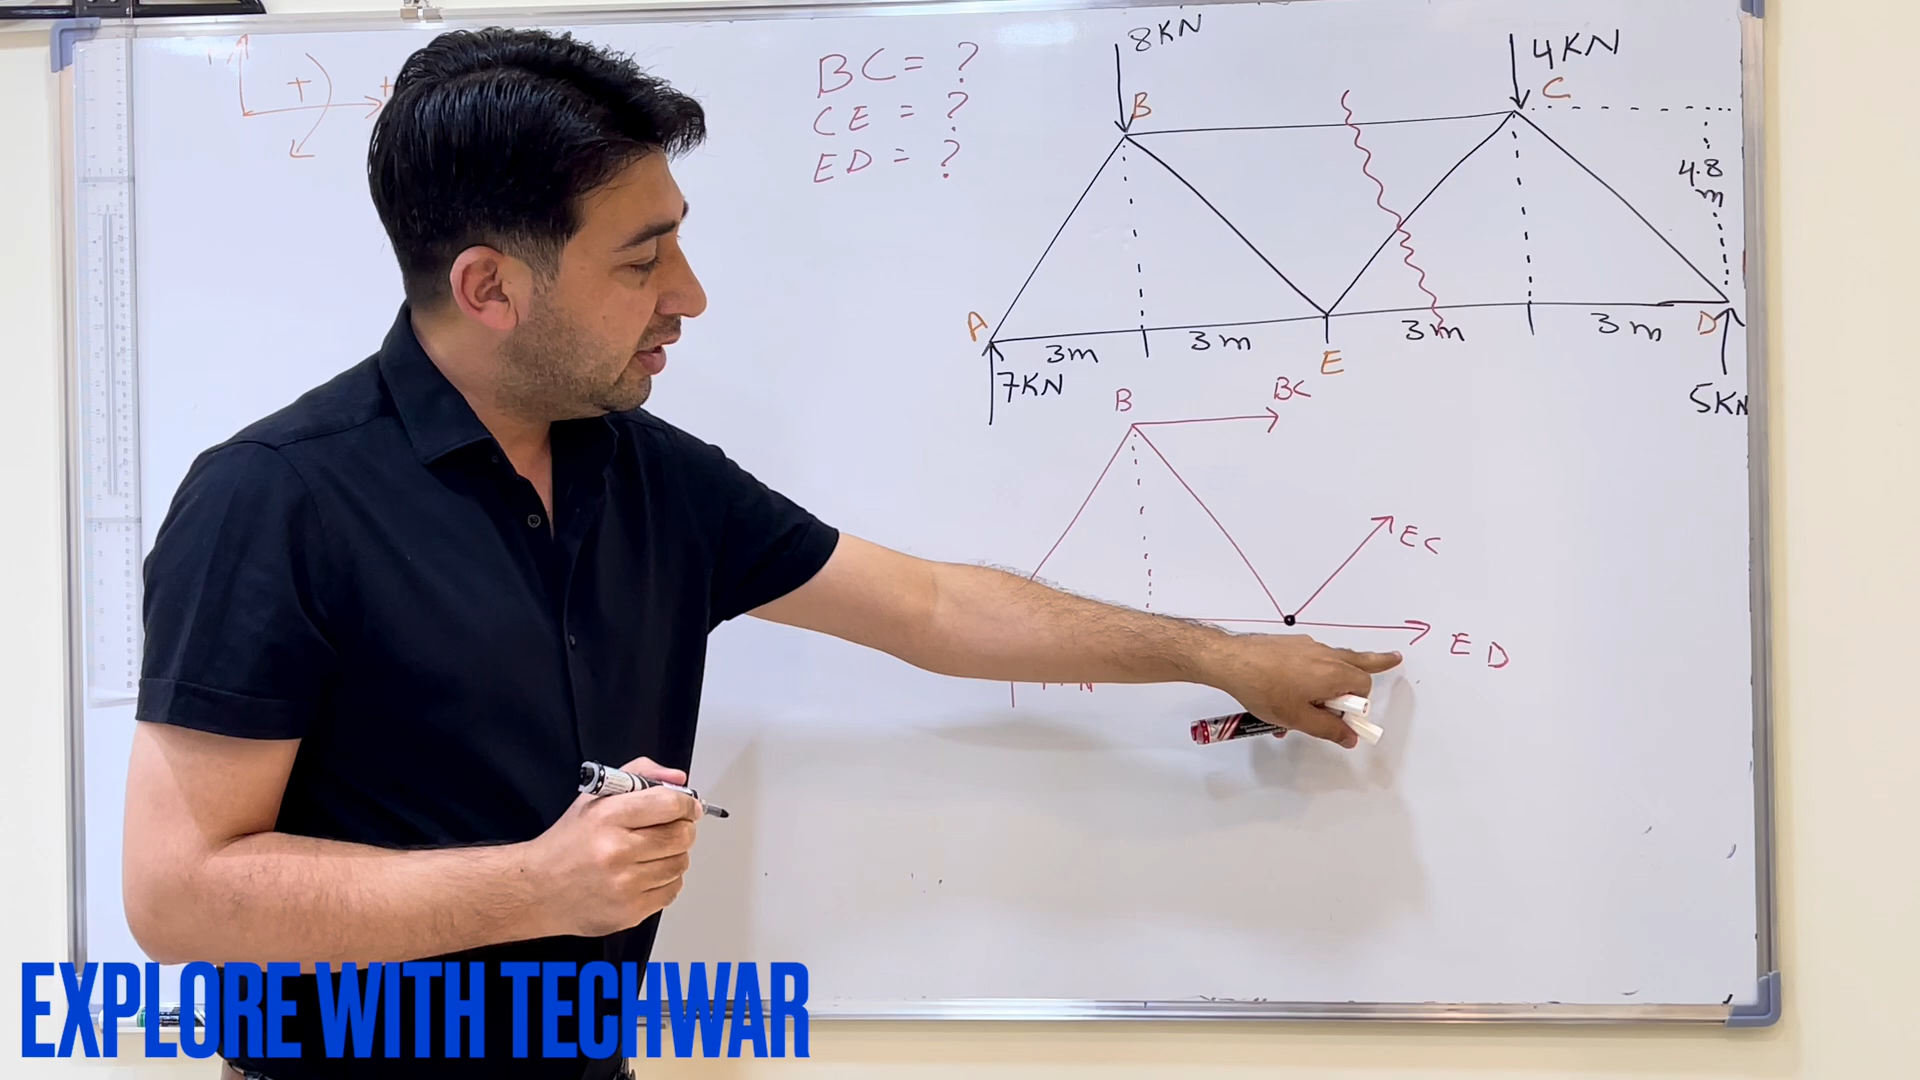 BC = ?
CE = ?
ED = ?
8KN
4KN
B
C
4.8
m
A
3m
3m
3m
3m
D
E
7KN
5KN
B
BC
EC
ED
EXPLORE WITH TECHWAR